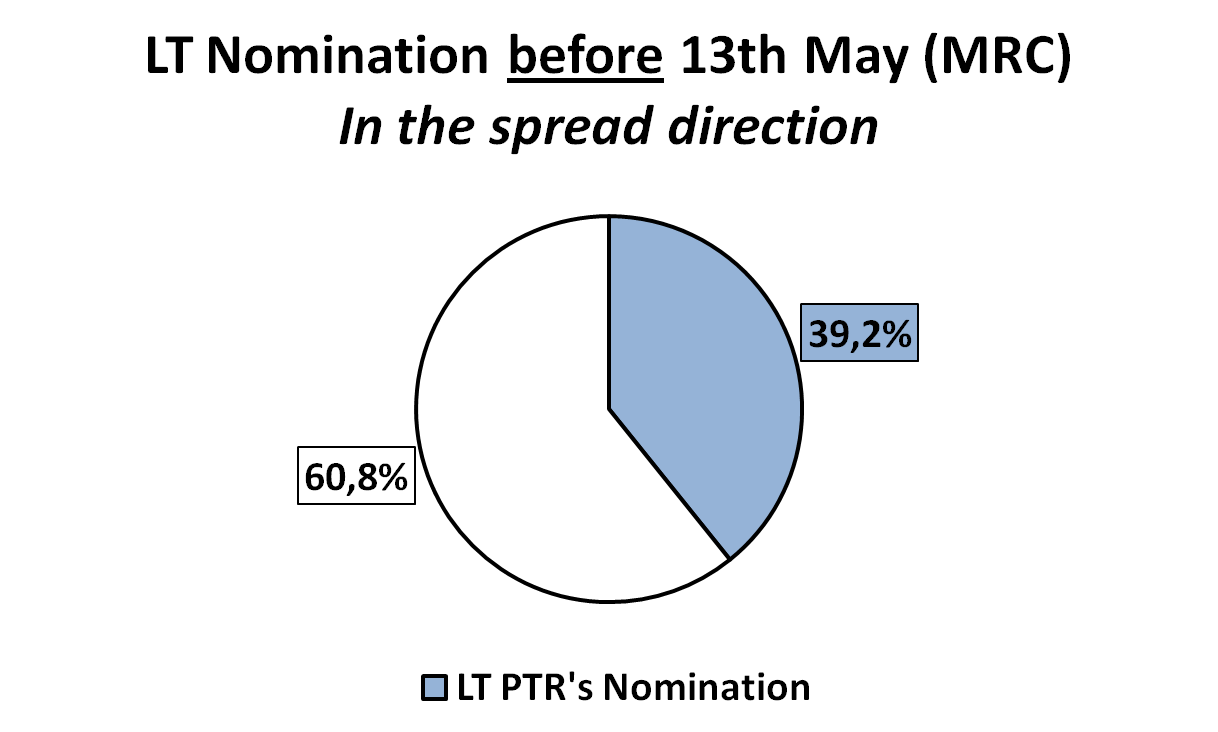 LT Nomination before 13th May (MRC)
In the spread direction
39,2%
60,8%
LT PTR's Nomination